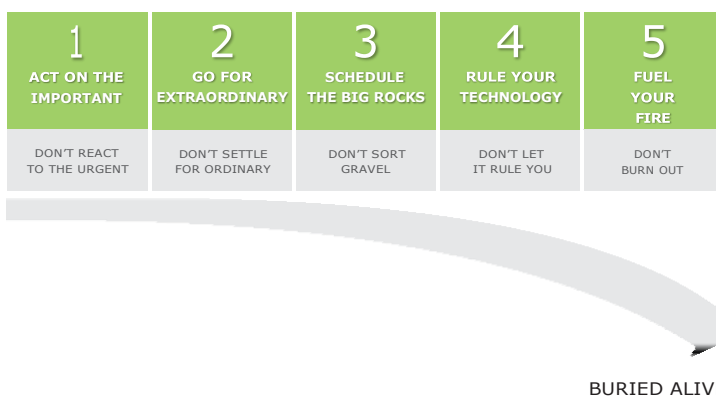 1
ACT ON THE
IMPORTANT
DON'T REACT
TO THE URGENT
2
GO FOR
EXTRAORDINARY
DON'T SETTLE
FOR ORDINARY
3
SCHEDULE
THE BIG ROCKS
DON'T SORT
GRAVEL
4
RULE YOUR
TECHNOLOGY
DON'T LET
IT RULE YOU
5
FUEL
YOUR
FIRE
DON'T
BURN OUT
BURIED ALIV